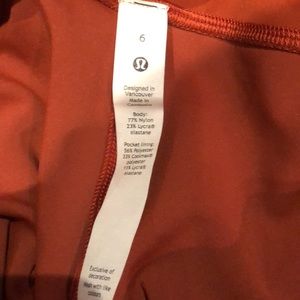 6
Designed in
Vancouver
Made in
Body:
77% Nylon
23% Lycra®
elastane
Pocket lining:
56% Polyester
33% Coolmax®
polyester
11% Lycra®
elastane
Exclusive of
decoration
Wash with like
colors